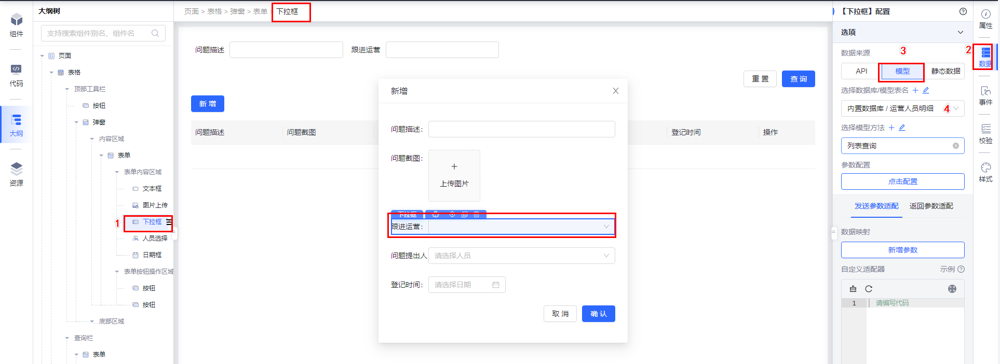 组件
代码
大纲
资源
大纲树
支持搜索组件别名、组件名
页面
表格
顶部工具栏
按钮
弹窗
内容区域
表单
表单内容区域
文本框
图片上传
1
下拉框
人员选择
日期框
表单按钮操作区域
按钮
按钮
底部区域
查询栏
表单
页面 > 表格 > 弹窗 > 表单 > 下拉框
问题描述
跟进运营
重 置
查 询
新 增
问题描述
问题截图
登记时间
操作
新增
问题描述：
问题截图：
+
上传图片
下拉框
跟进运营：
问题提出人
请选择人员
登记时间：
请选择日期
取 消
确 认
【下拉框】配置
选项
数据来源
3
API
模型
静态数据
选择数据库/模型表名
内置数据库 / 运营人员明细
4
选择模型方法
列表查询
参数配置
点击配置
发送参数适配
返回参数适配
数据映射
新增参数
自定义适配器
示例
1
请编写代码
属性
2
数据
事件
校验
样式